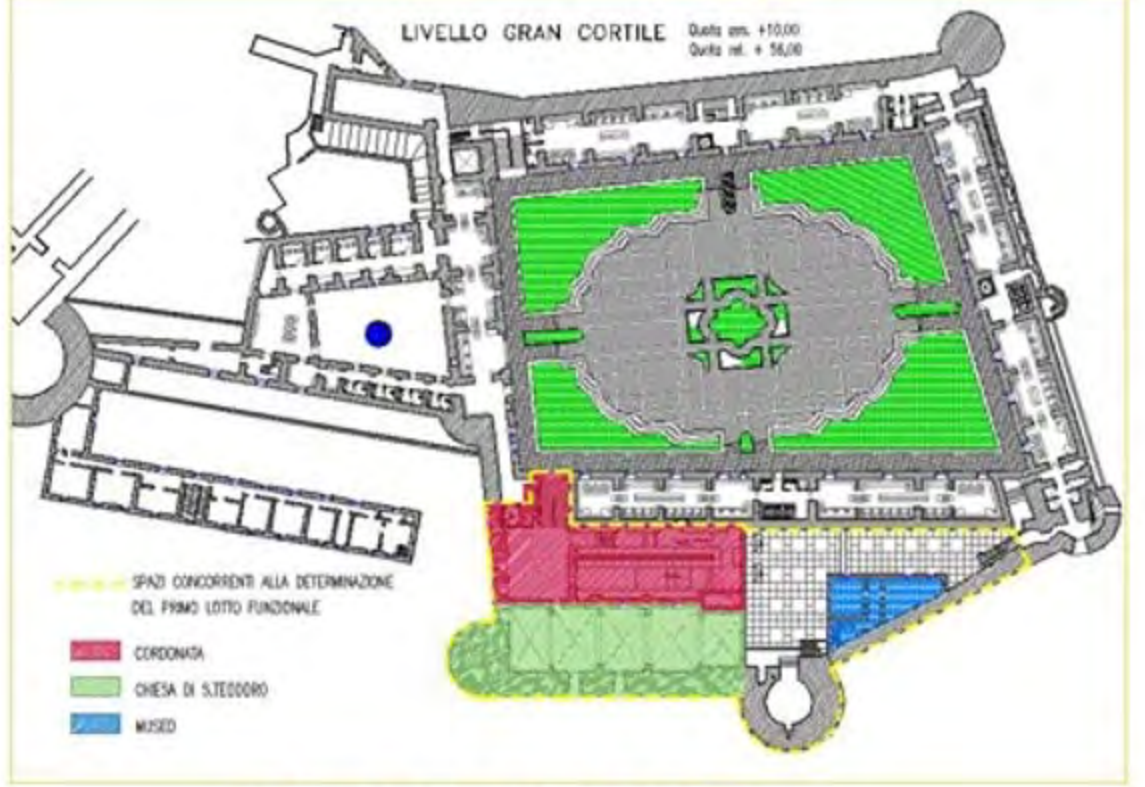 LIVELLO GRAN CORTILE
Quota ass. +10,00
Quota rel. + 56,00
SPAZI CONCORRENTI ALLA DETERMINAZIONE
DEL PRIMO LOTTO FUNZIONALE
CORDONATA
CHIESA DI S.TEODORO
MUSEO